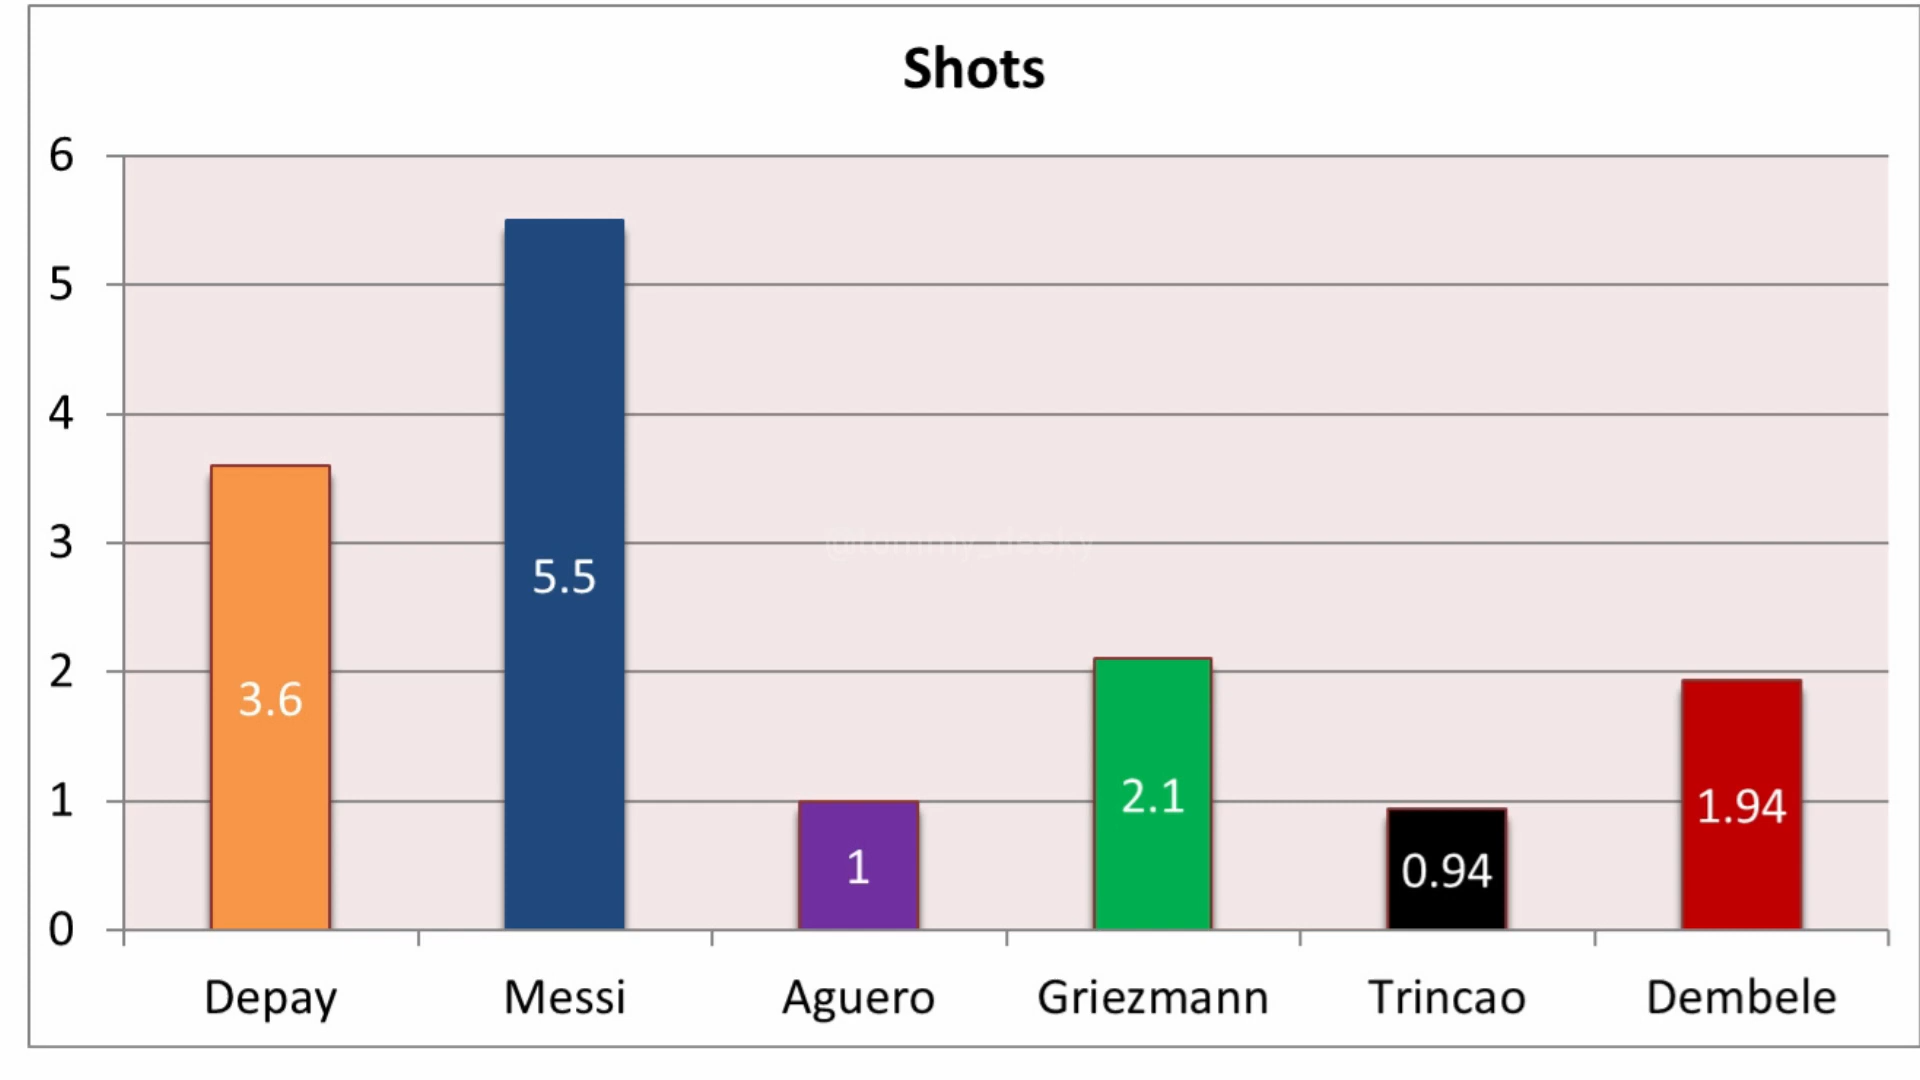 Shots
6
5
4
3
2
1
0
3.6
5.5
1
2.1
0.94
1.94
Depay
Messi
Aguero
Griezmann
Trincao
Dembele